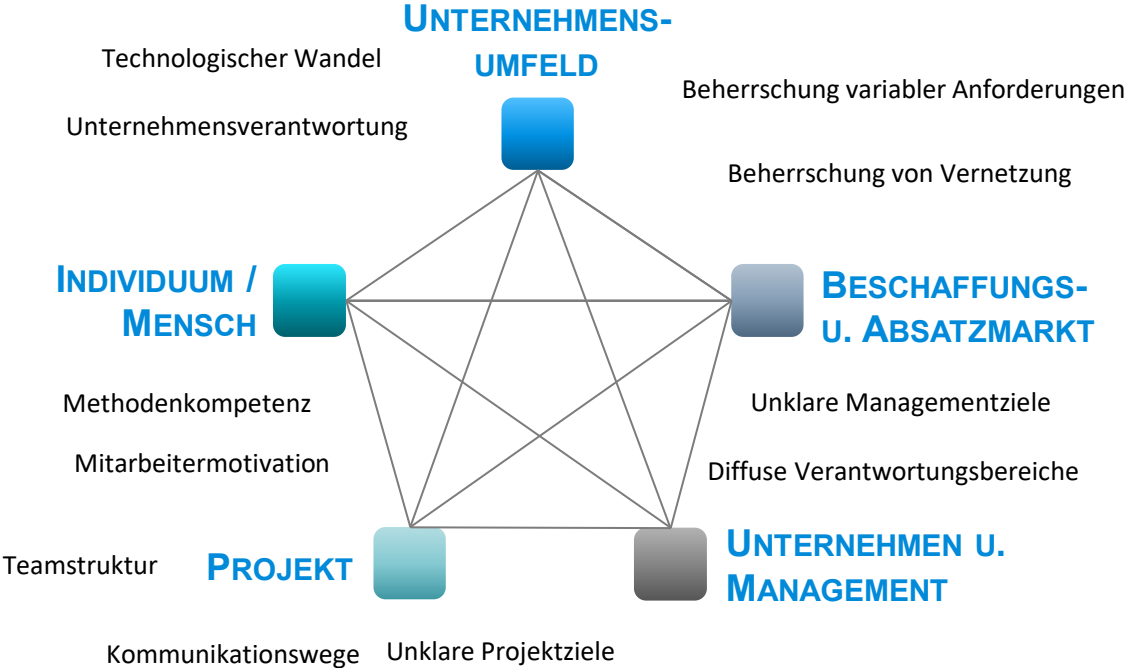 UNTERNEHMENS-
UMFELD
Technologischer Wandel
Unternehmensverantwortung
Beherrschung variabler Anforderungen
Beherrschung von Vernetzung
INDIVIDUUM /
MENSCH
BESCHAFFUNGS-
U. ABSATZMARKT
Methodenkompetenz
Mitarbeitermotivation
Unklare Managementziele
Diffuse Verantwortungsbereiche
Teamstruktur
PROJEKT
UNTERNEHMEN U.
MANAGEMENT
Kommunikationswege
Unklare Projektziele